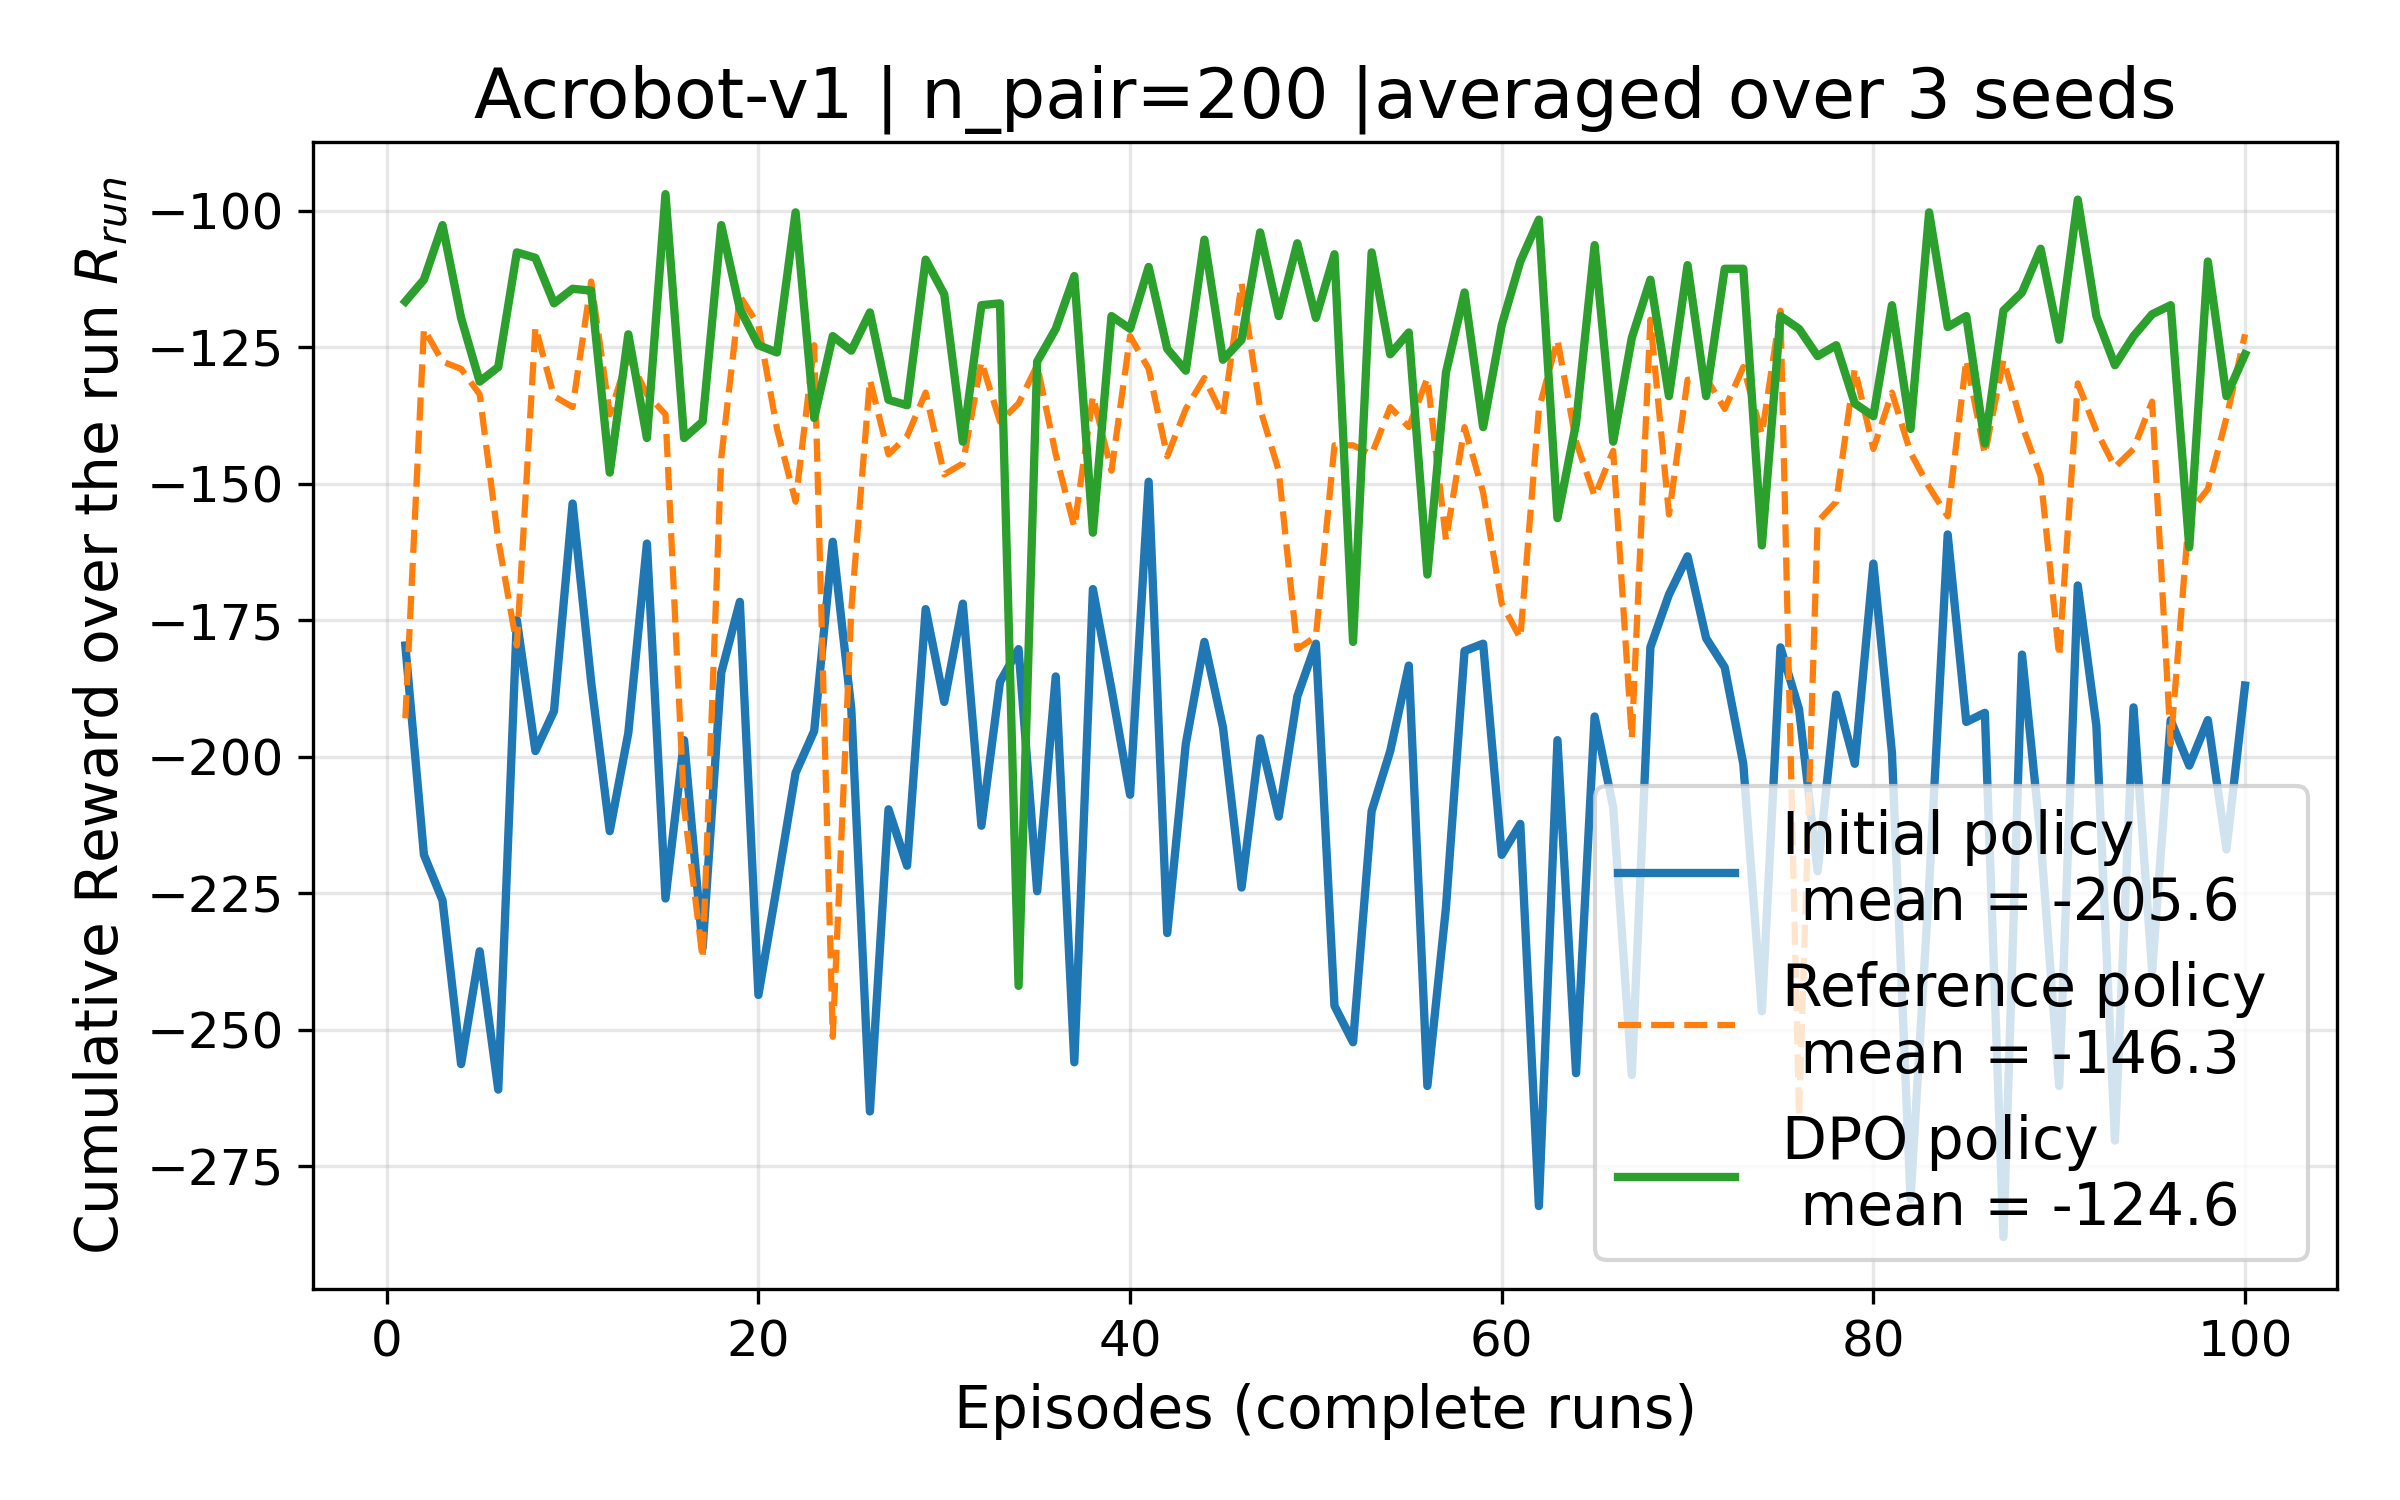 Acrobot-v1 | n_pair=200 |averaged over 3 seeds
Cumulative Reward over the run R_run
−100
−125
−150
−175
−200
−225
−250
−275
Initial policy
mean = -205.6
Reference policy
mean = -146.3
DPO policy
mean = -124.6
0 20 40 60 80 100
Episodes (complete runs)